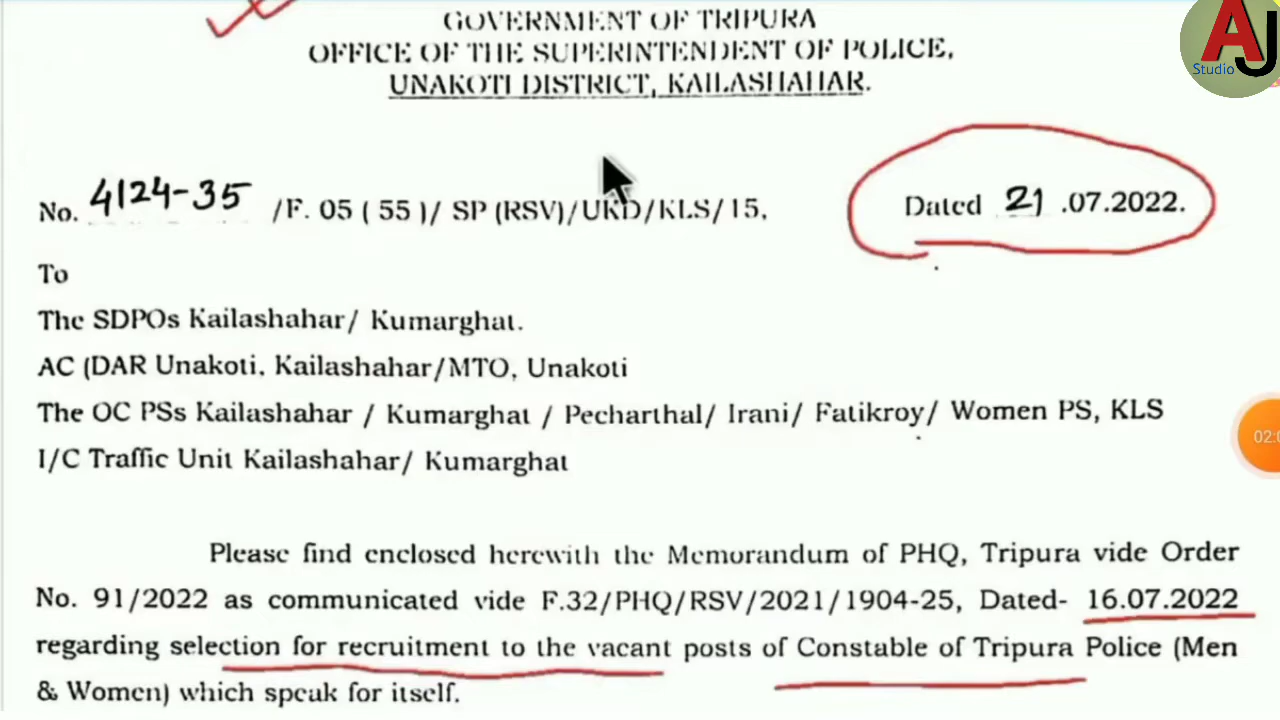 GOVERNMENT OF TRIPURA
OFFICE OF THE SUPERINTENDENT OF POLICE,
UNAKOTI DISTRICT, KAILASHAHAR.
AJ
Studio
No. 4124-35 /F. 05 ( 55 )/ SP (RSV)/UKD/KLS/15,
Dated 21 .07.2022.
To
The SDPOs Kailashahar/ Kumarghat.
AC (DAR Unakoti, Kailashahar/MTO, Unakoti
The OC PSs Kailashahar / Kumarghat / Pecharthal/ Irani/ Fatikroy/ Women PS, KLS
I/C Traffic Unit Kailashahar/ Kumarghat
Please find enclosed herewith the Memorandum of PHQ, Tripura vide Order
No. 91/2022 as communicated vide F.32/PHQ/RSV/2021/1904-25, Dated- 16.07.2022
regarding selection for recruitment to the vacant posts of Constable of Tripura Police (Men
& Women) which speak for itself.